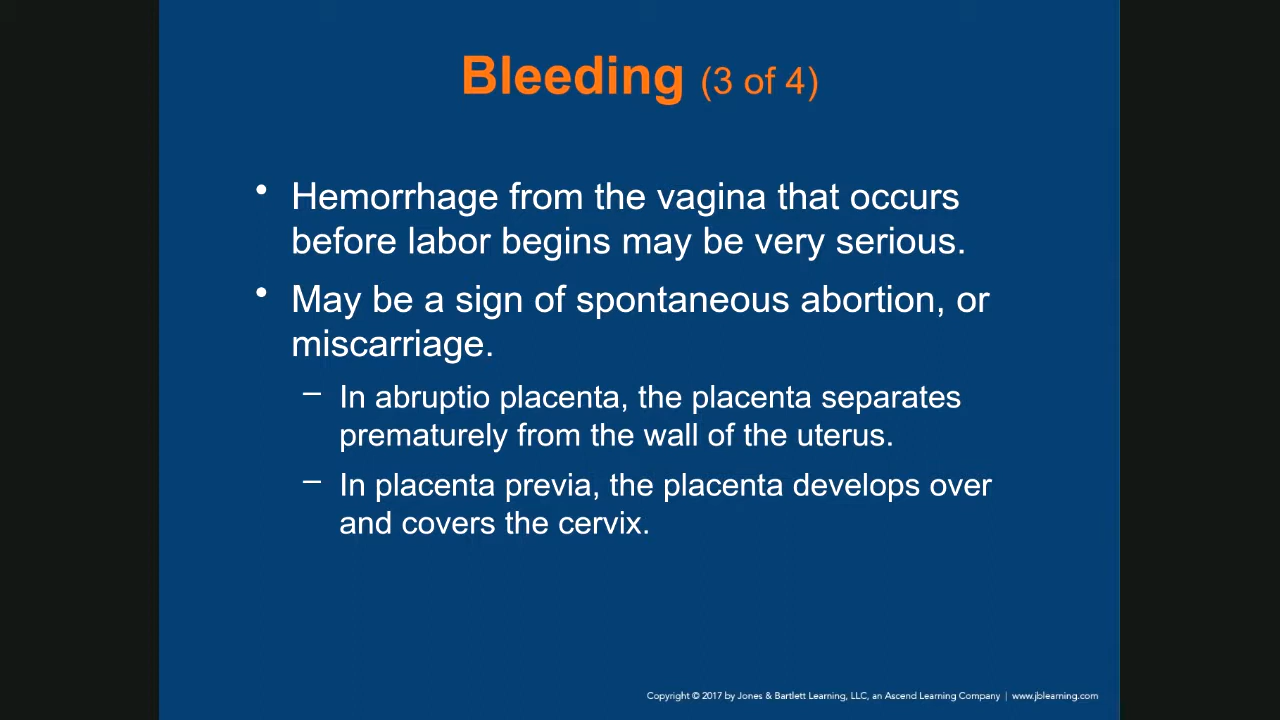 Bleeding (3 of 4)
• Hemorrhage from the vagina that occurs
before labor begins may be very serious.
• May be a sign of spontaneous abortion, or
miscarriage.
– In abruptio placenta, the placenta separates
prematurely from the wall of the uterus.
– In placenta previa, the placenta develops over
and covers the cervix.
Copyright © 2017 by Jones & Bartlett Learning, LLC, an Ascend Learning Company | www.jblearning.com